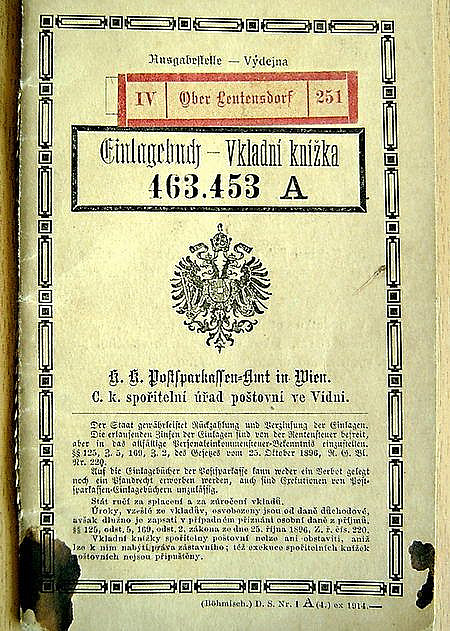 Ausgabestelle — Výdejna
IV Ober Leutensdorf 251
Einlagebuch — Vkladní knížka
463.453 A
K. K. Postsparkassen-Amt in Wien.
C. k. spořitelní úřad poštovní ve Vídni.
Der Staat gewährleistet Rückzahlung und Verzinsung der Einlagen.
Die erlaufenden Zinsen der Einlagen sind von der Rentensteuer befreit,
aber in das allfällige Personaleinkommensteuer-Bekenntnis einzustellen.
§§ 125, Z. 5, 169, Z. 2, des Gesetzes vom 25. Oktober 1896, R. G. Bl.
Nr. 220.
Auf die Einlagebücher der Postsparkasse kann weder ein Verbot gelegt
noch ein Pfandrecht erworben werden, auch sind Exekutionen von Post-
sparkassen-Einlagebüchern unzulässig.
Stát ručí za splacení a za zúročení vkladů.
Úroky, vzešlé ze vkladův, osvobozeny jsou od daně důchodové,
avšak dlužno je zapsati v případném přiznání osobní daně z příjmů,
§§ 125, odst. 5, 169, odst. 2. zákona ze dne 25. října 1896, Z. ř. čís. 220.
Vkladní knížky spořitelny poštovní nelze ani obstaviti, aniž
lze k nim nabýti práva zástavního; též exekuce spořitelních knížek
poštovních nejsou připuštěny.
(Böhmisch.) D. S. Nr. 1 A (4.) ex 1914.—